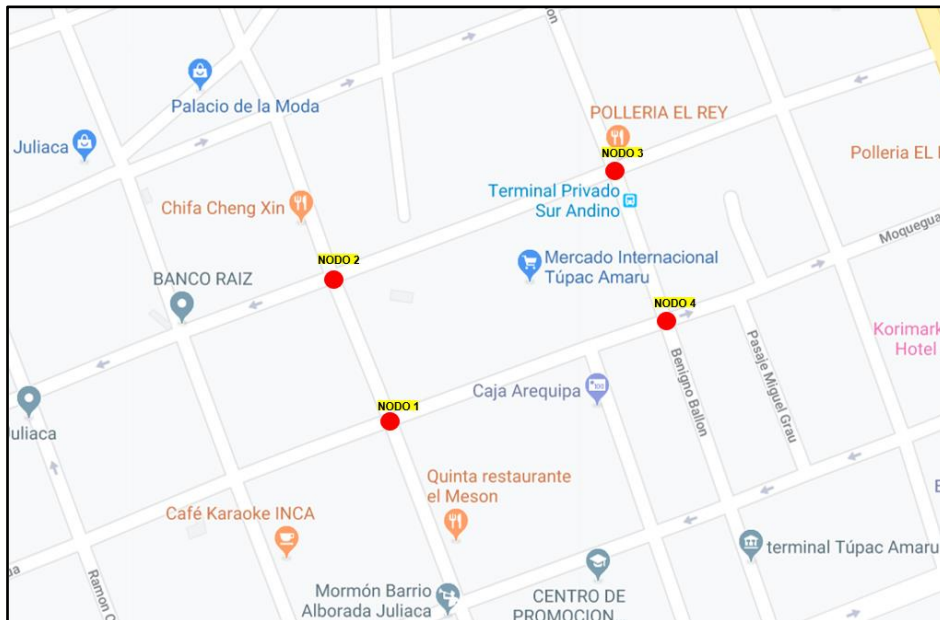 on
POLLERIA EL REY
Palacio de la Moda
Juliaca
NODO 3
Polleria EL
Terminal Privado
Sur Andino
Chifa Cheng Xin
Moquegua
NODO 2
Mercado Internacional
Túpac Amaru
BANCO RAIZ
NODO 4
Korimark
Hotel
Pasaje Miguel Grau
Benigno Ballon
Caja Arequipa
NODO 1
uliaca
Quinta restaurante
el Meson
Café Karaoke INCA
E
terminal Túpac Amaru
ua
Ramon C
Mormón Barrio
Alborada Juliaca
CENTRO DE
PROMOCION...